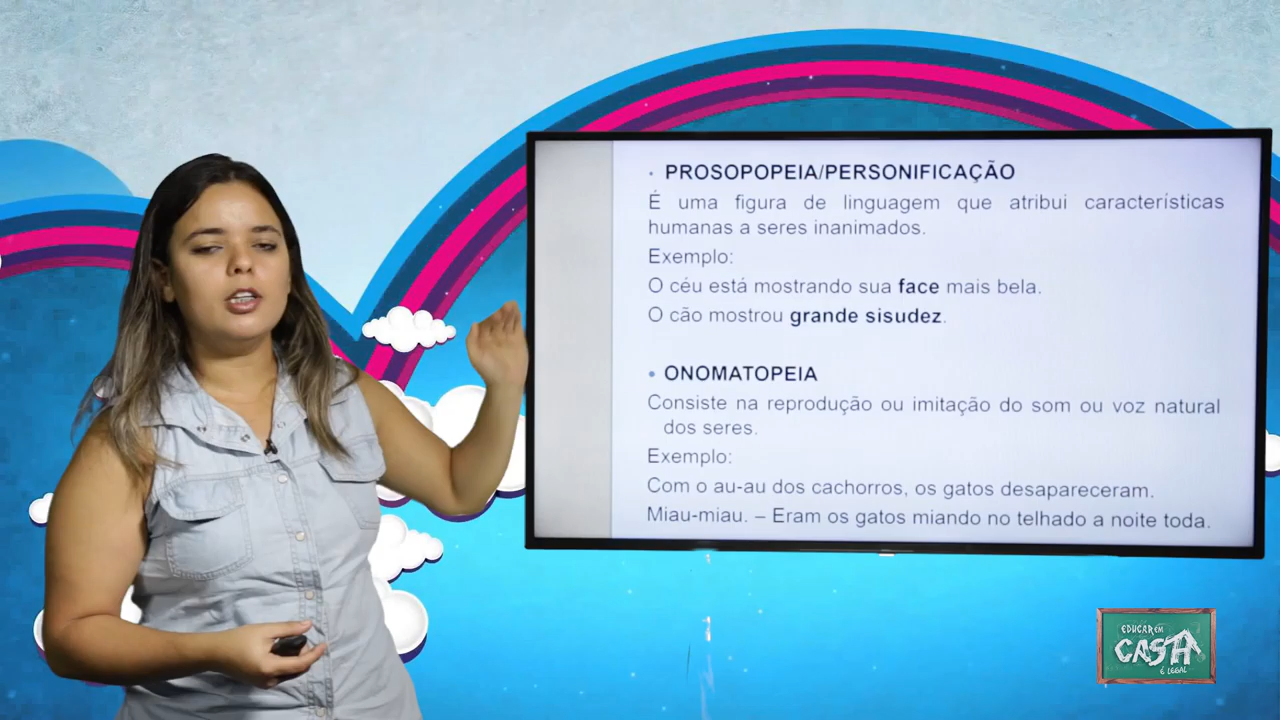 • PROSOPOPEIA/PERSONIFICAÇÃO
É uma figura de linguagem que atribui características
humanas a seres inanimados.
Exemplo:
O céu está mostrando sua face mais bela.
O cão mostrou grande sisudez.
• ONOMATOPEIA
Consiste na reprodução ou imitação do som ou voz natural
dos seres.
Exemplo:
Com o au-au dos cachorros, os gatos desapareceram.
Miau-miau. – Eram os gatos miando no telhado a noite toda.
EDUCAR EM
CASA
É LEGAL